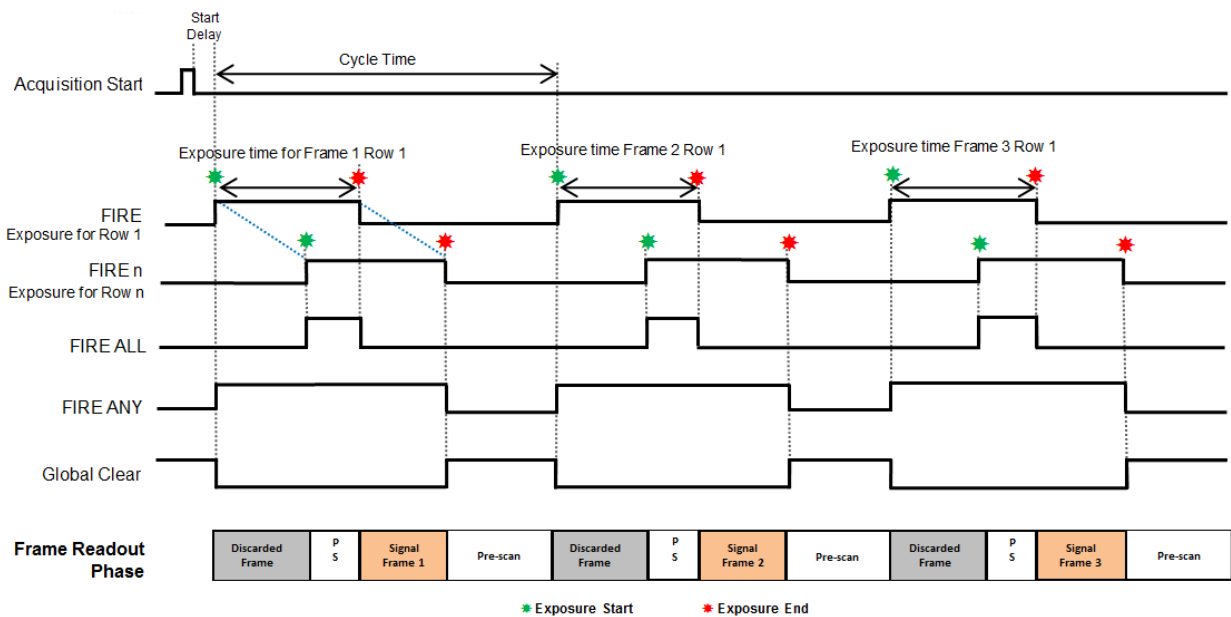 Start
Delay
Cycle Time
Acquisition Start
Exposure time for Frame 1 Row 1
Exposure time Frame 2 Row 1
Exposure time Frame 3 Row 1
FIRE
Exposure for Row 1
FIRE n
Exposure for Row n
FIRE ALL
FIRE ANY
Global Clear
Frame Readout
Phase
Discarded
Frame
P
S
Signal
Frame 1
Pre-scan
Discarded
Frame
P
S
Signal
Frame 2
Pre-scan
Discarded
Frame
P
S
Signal
Frame 3
Pre-scan
Exposure Start
Exposure End